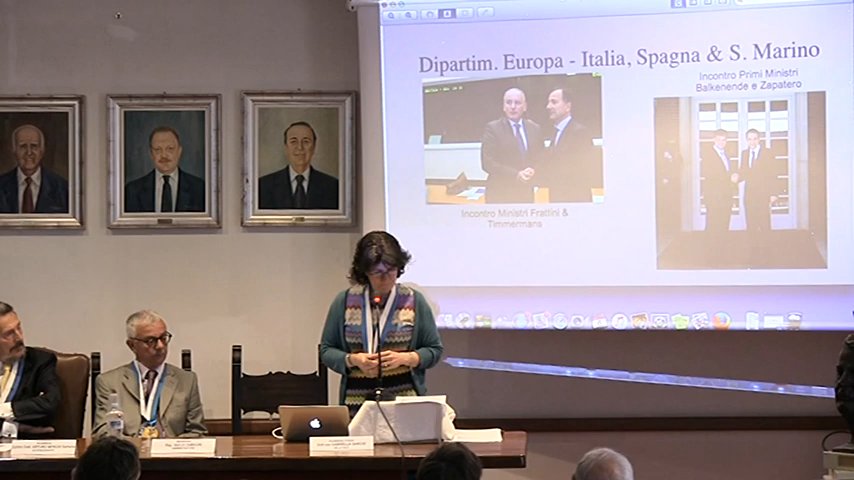 Dipartim. Europa - Italia, Spagna & S. Marino
Incontro Primi Ministri
Balkenende e Zapatero
Incontro Ministri Frattini &
Timmermans